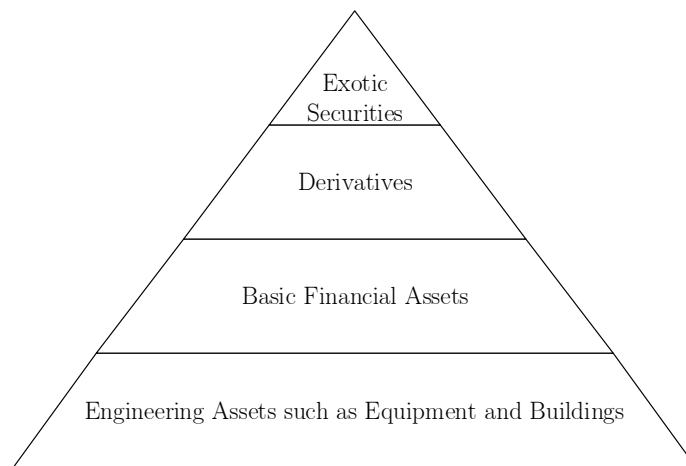 Exotic
Securities
Derivatives
Basic Financial Assets
Engineering Assets such as Equipment and Buildings